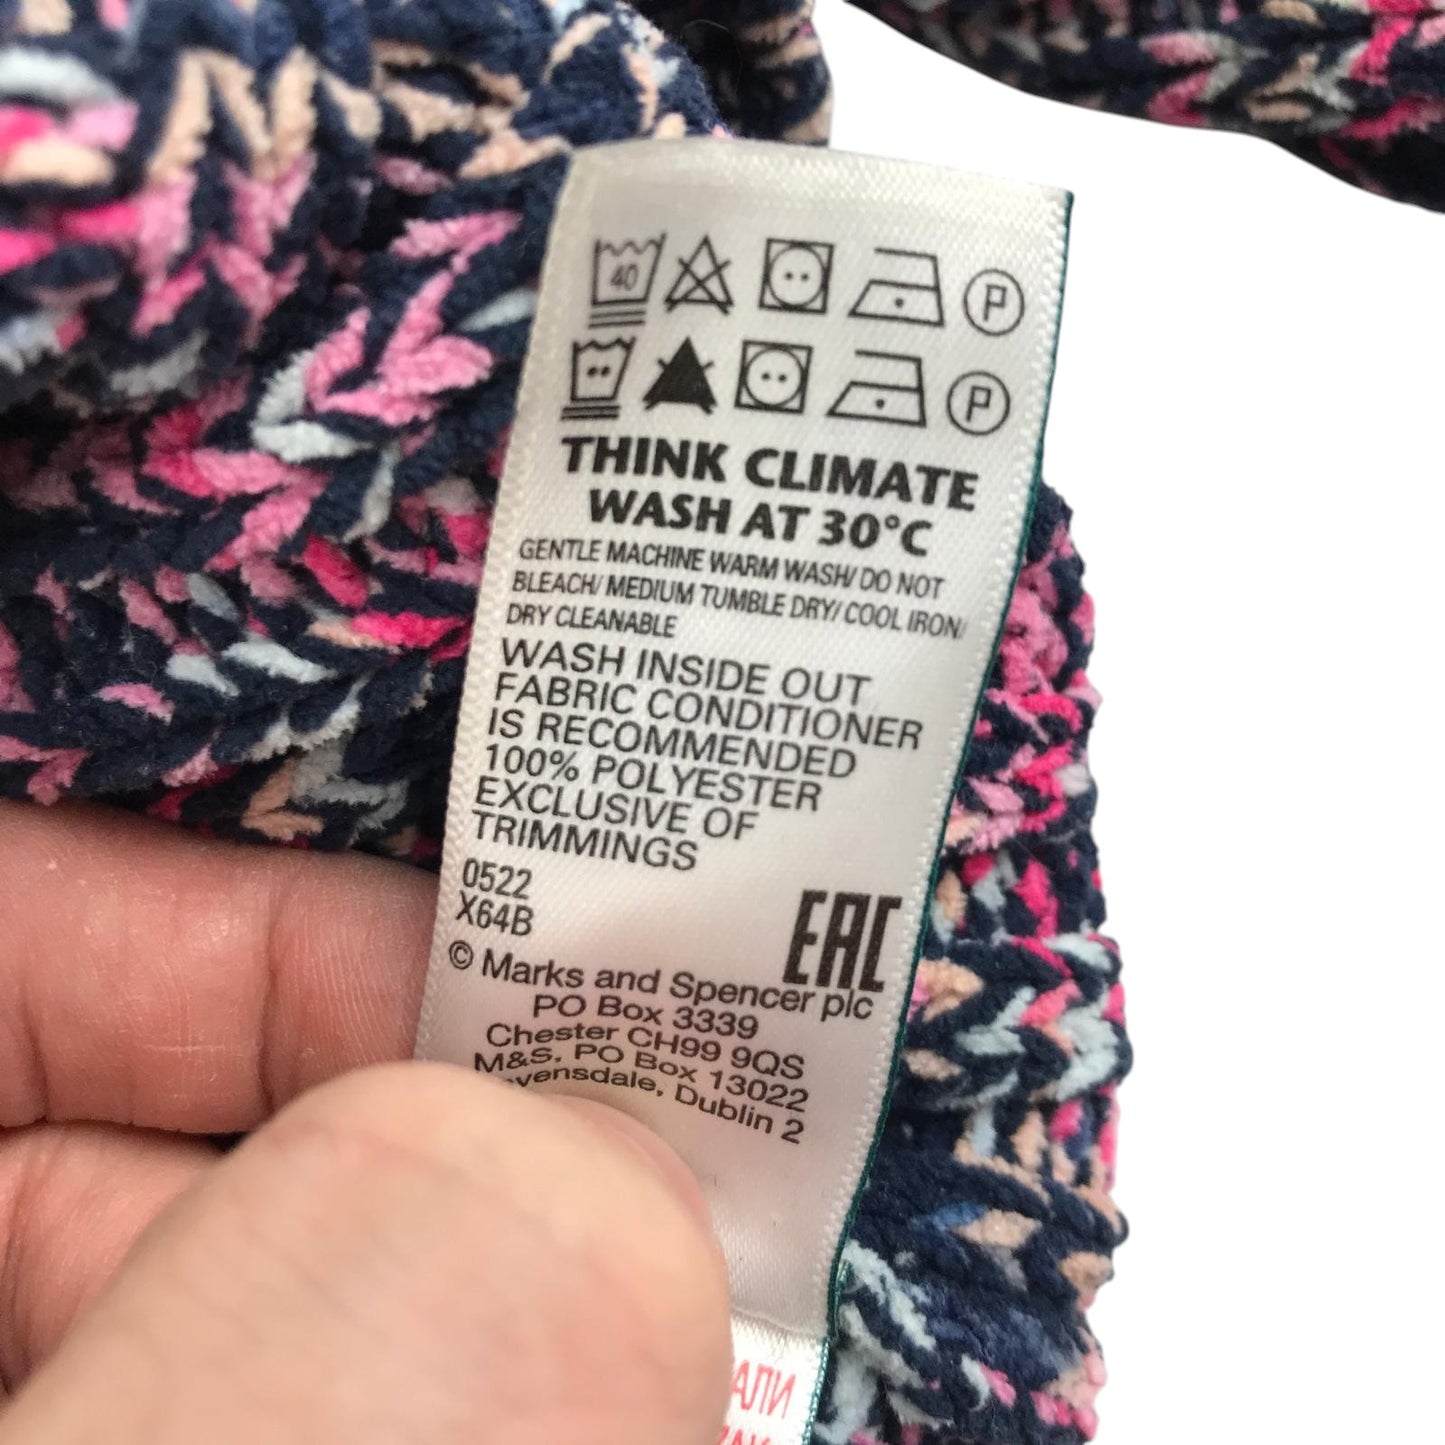 40
P
P
THINK CLIMATE
WASH AT 30°C
GENTLE MACHINE WARM WASH/ DO NOT
BLEACH/ MEDIUM TUMBLE DRY/ COOL IRON/
DRY CLEANABLE
WASH INSIDE OUT
FABRIC CONDITIONER
IS RECOMMENDED
100% POLYESTER
EXCLUSIVE OF
TRIMMINGS
0522
X64B
EAC
© Marks and Spencer plc
PO Box 3339
Chester CH99 9QS
M&S, PO Box 13022
Dublin 2